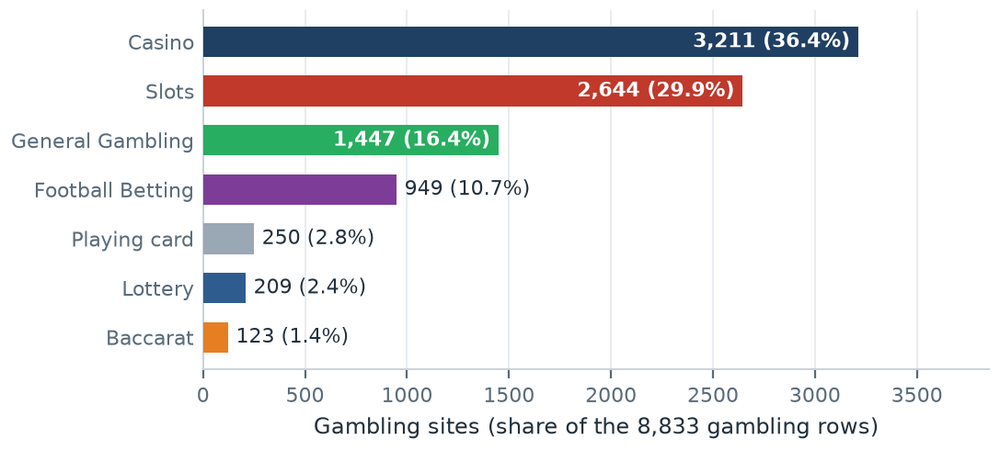 Casino 3,211 (36.4%)
Slots 2,644 (29.9%)
General Gambling 1,447 (16.4%)
Football Betting 949 (10.7%)
Playing card 250 (2.8%)
Lottery 209 (2.4%)
Baccarat 123 (1.4%)
0 500 1000 1500 2000 2500 3000 3500
Gambling sites (share of the 8,833 gambling rows)